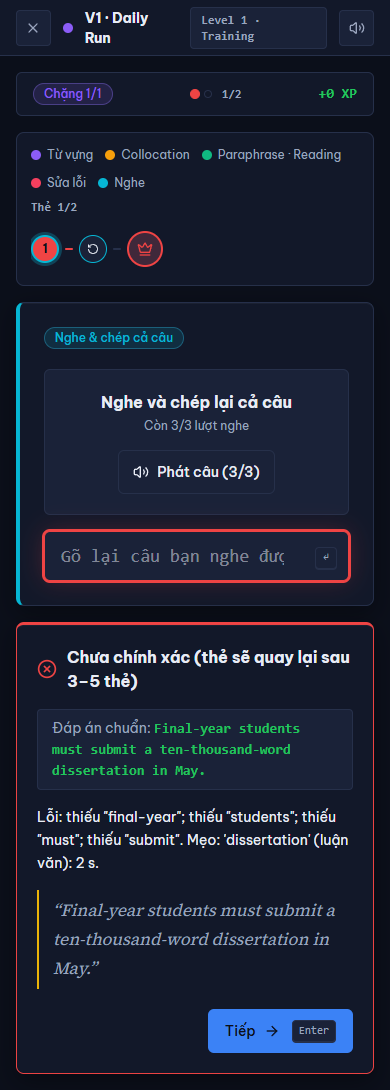 V1 · Daily
Run
Level 1 ·
Training
Chặng 1/1
1/2
+0 XP
Từ vựng
Collocation
Paraphrase · Reading
Sửa lỗi
Nghe
Thẻ 1/2
1
Nghe & chép cả câu
Nghe và chép lại cả câu
Còn 3/3 lượt nghe
Phát câu (3/3)
Gõ lại câu bạn nghe đượ
Chưa chính xác (thẻ sẽ quay lại sau
3–5 thẻ)
Đáp án chuẩn: Final-year students
must submit a ten-thousand-word
dissertation in May.
Lỗi: thiếu "final-year"; thiếu "students"; thiếu
"must"; thiếu "submit". Mẹo: 'dissertation' (luận
văn): 2 s.
“Final-year students must submit a
ten-thousand-word dissertation in
May.”
Tiếp → Enter